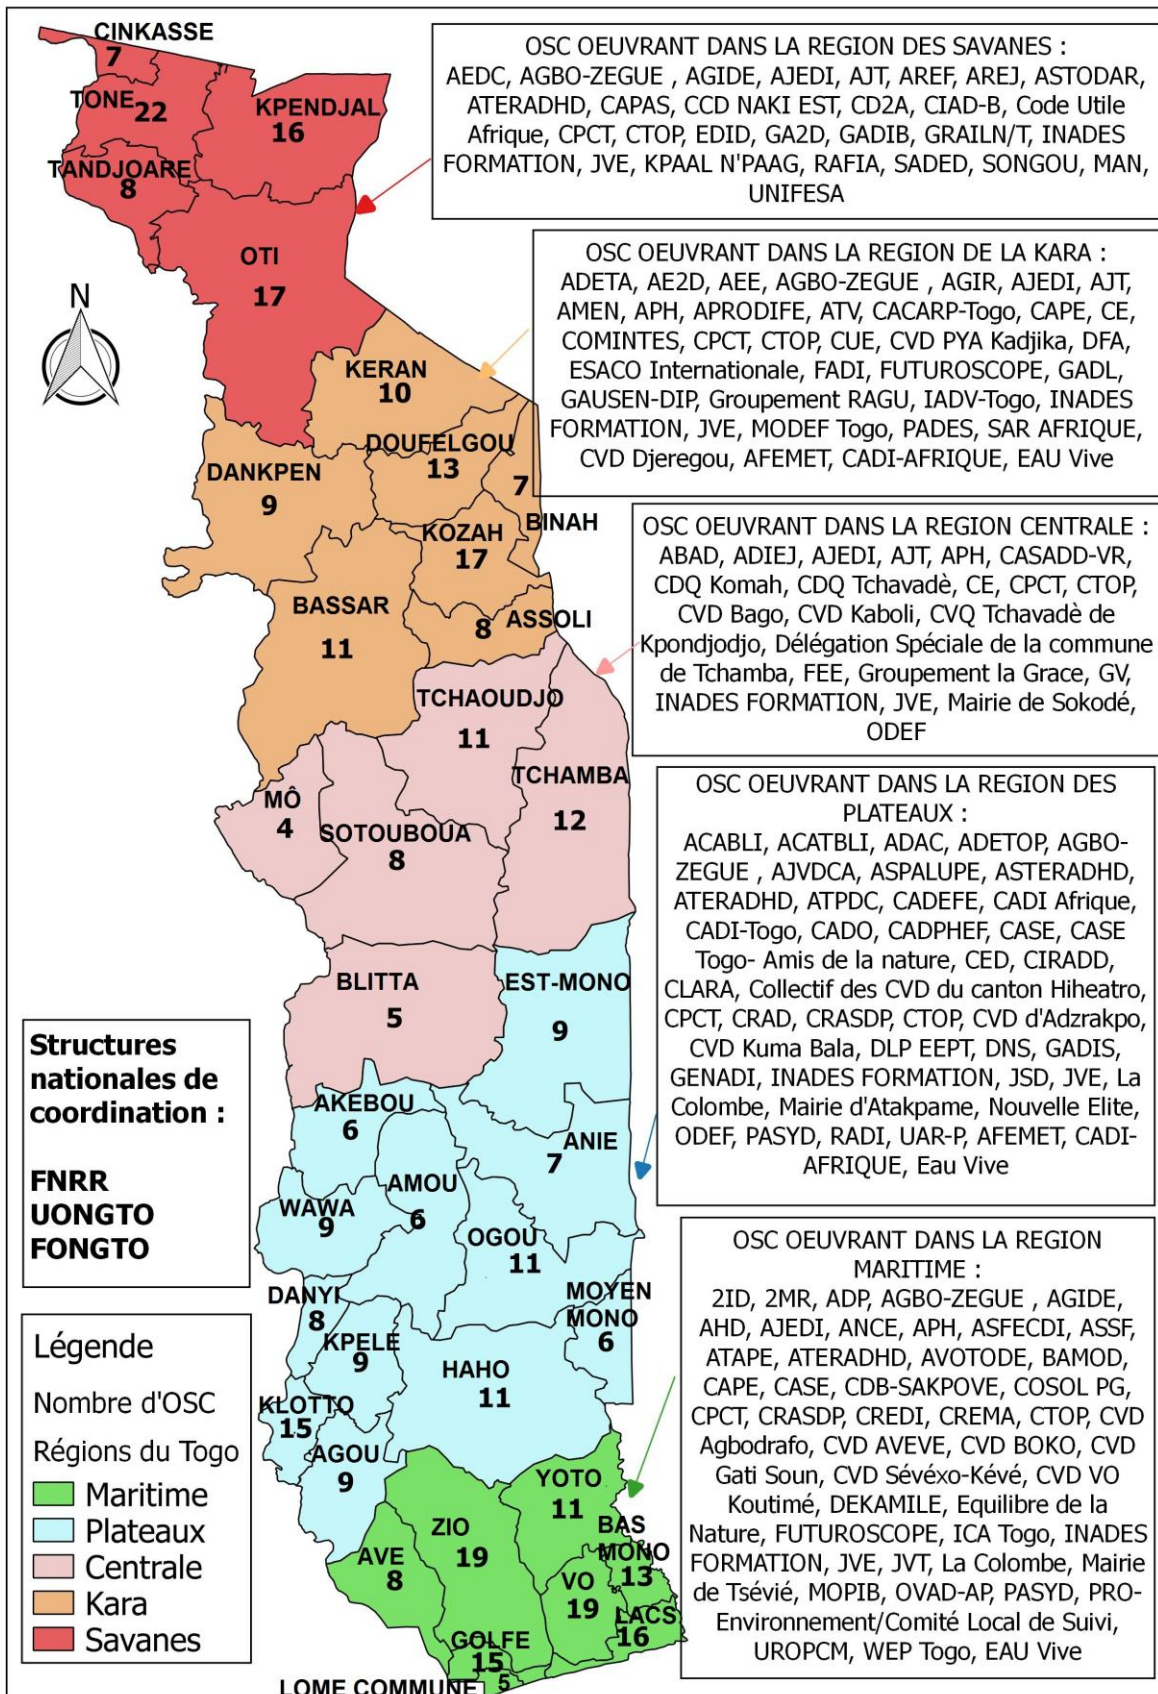 CINKASSE
7
TONE
22
KPENDJAL
16
TANDJOARE
8
OTI
17
N
KERAN
10
DOUFELGOU
13
DANKPEN
9
7
BINAH
KOZAH
17
BASSAR
11
8 ASSOLI
TCHAOUDJO
11
TCHAMBA
12
MÔ
4
SOTOUBOUA
8
BLITTA
5
EST-MONO
9
AKEBOU
6
ANIE
7
AMOU
6
WAWA
9
OGOU
11
MOYEN
MONO
6
DANYI
8
KPELE
9
HAHO
11
KLOTTO
15
AGOU
9
YOTO
11
ZIO
19
BAS
MONO
13
AVE
8
VO
19
LACS
16
GOLFE
15
5
LOME COMMUNE
OSC OEUVRANT DANS LA REGION DES SAVANES :
AEDC, AGBO-ZEGUE , AGIDE, AJEDI, AJT, AREF, AREJ, ASTODAR,
ATERADHD, CAPAS, CCD NAKI EST, CD2A, CIAD-B, Code Utile
Afrique, CPCT, CTOP, EDID, GA2D, GADIB, GRAILN/T, INADES
FORMATION, JVE, KPAAL N'PAAG, RAFIA, SADED, SONGOU, MAN,
UNIFESA
OSC OEUVRANT DANS LA REGION DE LA KARA :
ADETA, AE2D, AEE, AGBO-ZEGUE , AGIR, AJEDI, AJT,
AMEN, APH, APRODIFE, ATV, CACARP-Togo, CAPE, CE,
COMINTES, CPCT, CTOP, CUE, CVD PYA Kadjika, DFA,
ESACO Internationale, FADI, FUTUROSCOPE, GADL,
GAUSEN-DIP, Groupement RAGU, IADV-Togo, INADES
FORMATION, JVE, MODEF Togo, PADES, SAR AFRIQUE,
CVD Djeregou, AFEMET, CADI-AFRIQUE, EAU Vive
OSC OEUVRANT DANS LA REGION CENTRALE :
ABAD, ADIEJ, AJEDI, AJT, APH, CASADD-VR,
CDQ Komah, CDQ Tchavadè, CE, CPCT, CTOP,
CVD Bago, CVD Kaboli, CVQ Tchavadè de
Kpondjodjo, Délégation Spéciale de la commune
de Tchamba, FEE, Groupement la Grace, GV,
INADES FORMATION, JVE, Mairie de Sokodé,
ODEF
OSC OEUVRANT DANS LA REGION DES
PLATEAUX :
ACABLI, ACATBLI, ADAC, ADETOP, AGBO-
ZEGUE , AJVDCA, ASPALUPE, ASTERADHD,
ATERADHD, ATPDC, CADEFE, CADI Afrique,
CADI-Togo, CADO, CADPHEF, CASE, CASE
Togo- Amis de la nature, CED, CIRADD,
CLARA, Collectif des CVD du canton Hiheatro,
CPCT, CRAD, CRASDP, CTOP, CVD d'Adzrakpo,
CVD Kuma Bala, DLP EEPT, DNS, GADIS,
GENADI, INADES FORMATION, JSD, JVE, La
Colombe, Mairie d'Atakpame, Nouvelle Elite,
ODEF, PASYD, RADI, UAR-P, AFEMET, CADI-
AFRIQUE, Eau Vive
OSC OEUVRANT DANS LA REGION
MARITIME :
2ID, 2MR, ADP, AGBO-ZEGUE , AGIDE,
AHD, AJEDI, ANCE, APH, ASFECDI, ASSF,
ATAPE, ATERADHD, AVOTODE, BAMOD,
CAPE, CASE, CDB-SAKPOVE, COSOL PG,
CPCT, CRASDP, CREDI, CREMA, CTOP, CVD
Agbodrafo, CVD AVEVE, CVD BOKO, CVD
Gati Soun, CVD Sévéxo-Kévé, CVD VO
Koutimé, DEKAMILE, Equilibre de la
Nature, FUTUROSCOPE, ICA Togo, INADES
FORMATION, JVE, JVT, La Colombe, Mairie
de Tsévié, MOPIB, OVAD-AP, PASYD, PRO-
Environnement/Comité Local de Suivi,
UROPCM, WEP Togo, EAU Vive
Structures
nationales de
coordination :
FNRR
UONGTO
FONGTO
Légende
Nombre d'OSC
Régions du Togo
Maritime
Plateaux
Centrale
Kara
Savanes